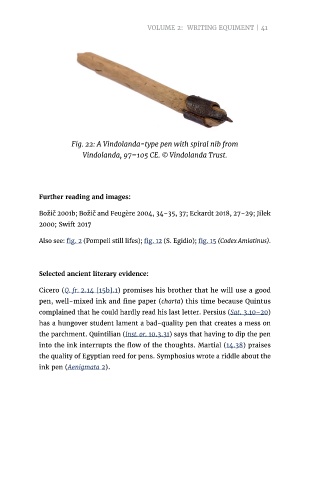 VOLUME 2: WRITING EQUIMENT | 41
Fig. 22: A Vindolanda-type pen with spiral nib from
Vindolanda, 97–105 CE. © Vindolanda Trust.
Further reading and images:
Božič 2001b; Božič and Feugère 2004, 34–35, 37; Eckardt 2018, 27–29; Jilek
2000; Swift 2017
Also see: fig. 2 (Pompeii still lifes); fig. 12 (S. Egidio); fig. 15 (Codex Amiatinus).
Selected ancient literary evidence:
Cicero (Q. fr. 2.14 [15b].1) promises his brother that he will use a good
pen, well-mixed ink and fine paper (charta) this time because Quintus
complained that he could hardly read his last letter. Persius (Sat. 3.10–20)
has a hungover student lament a bad-quality pen that creates a mess on
the parchment. Quintilian (Inst. or. 10.3.31) says that having to dip the pen
into the ink interrupts the flow of the thoughts. Martial (14.38) praises
the quality of Egyptian reed for pens. Symphosius wrote a riddle about the
ink pen (Aenigmata 2).